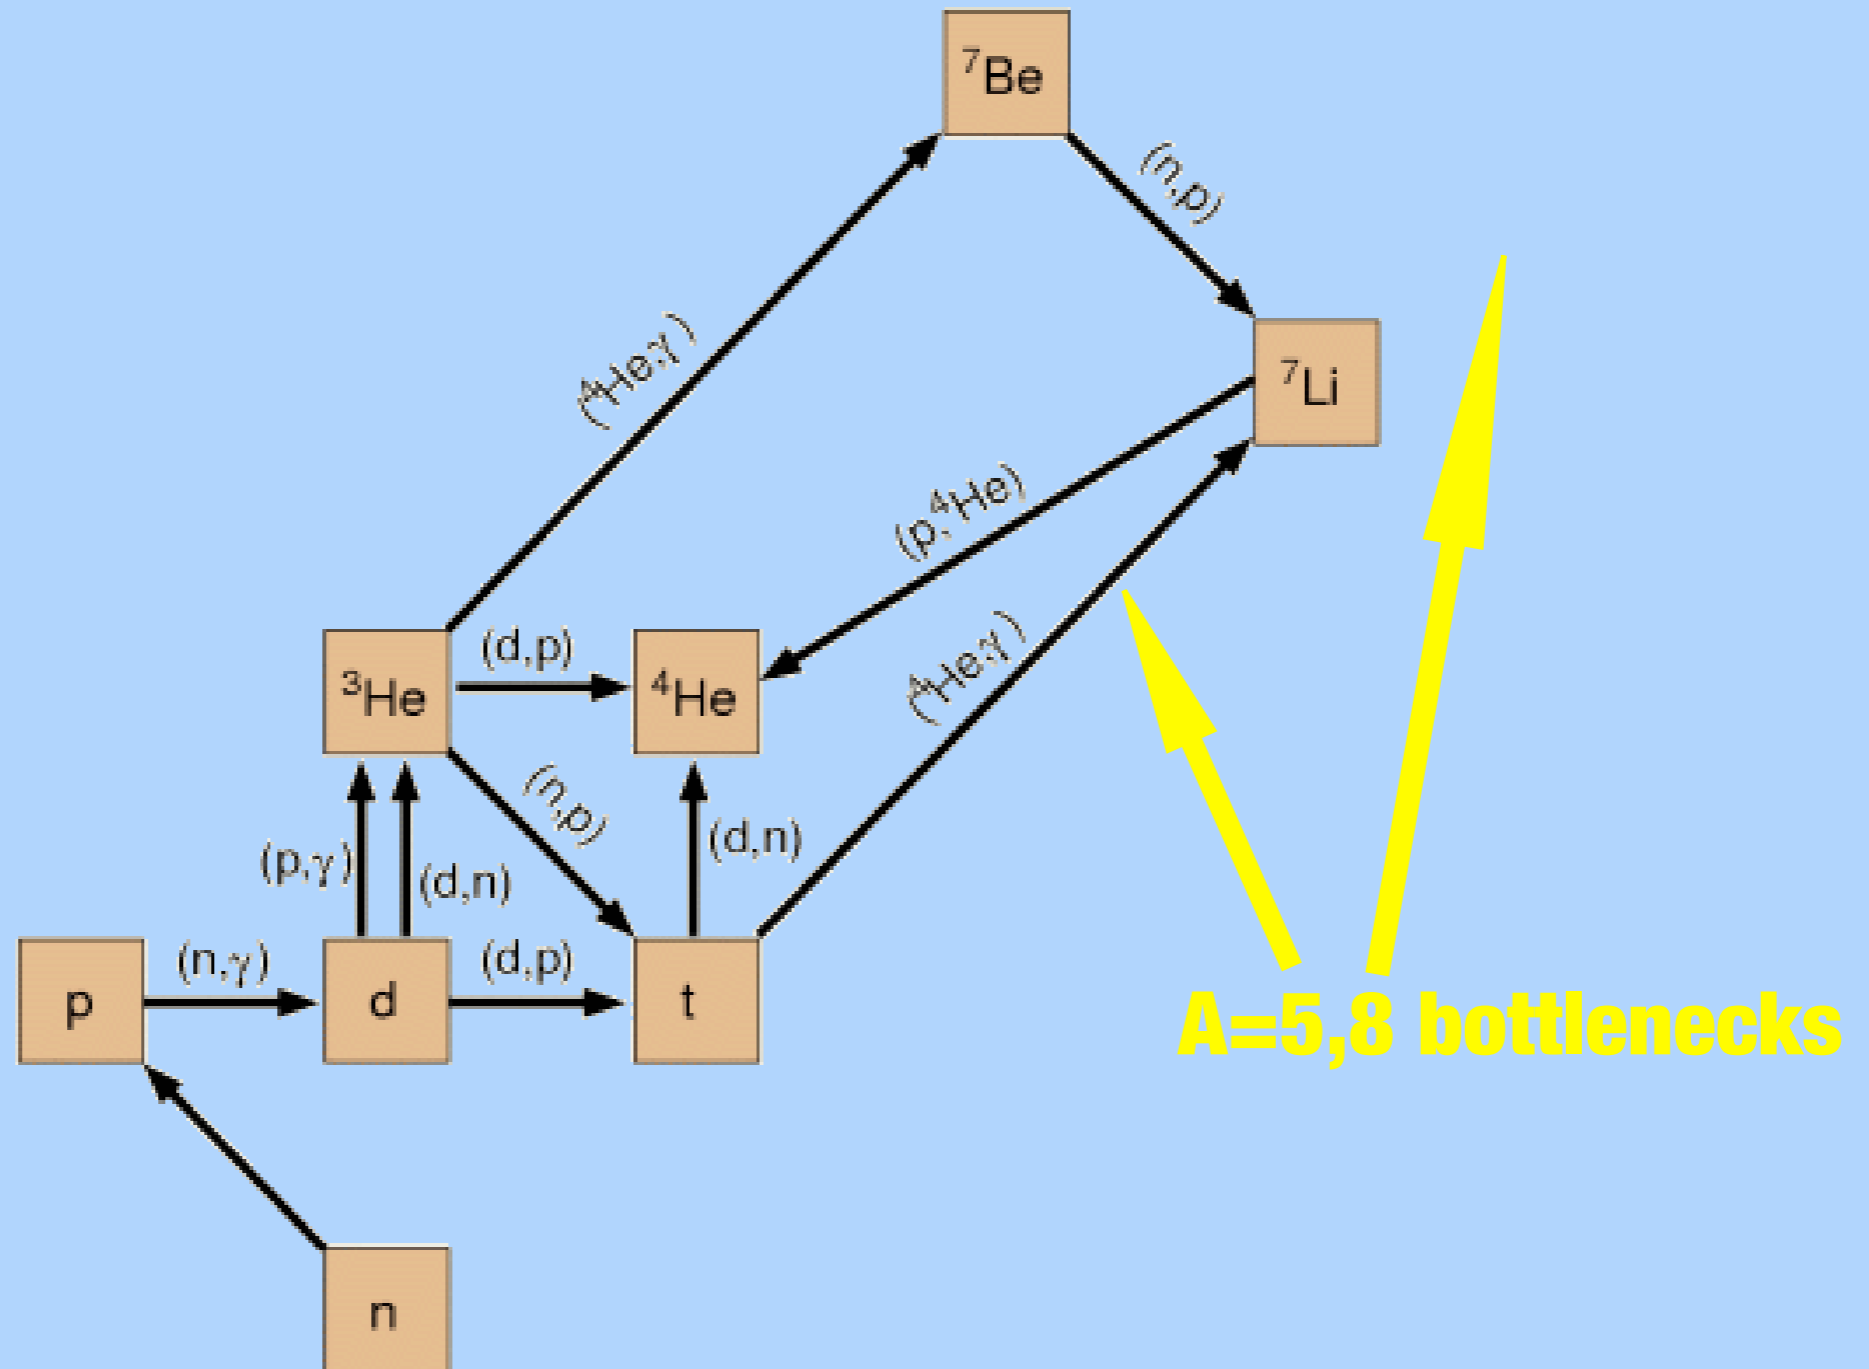 ⁷Be
(n,p)
(⁴He,γ)
⁷Li
(p,⁴He)
(d,p)
³He
⁴He
(⁴He,γ)
(n,p)
(d,n)
(p,γ)
(d,n)
(n,γ)
(d,p)
p
d
t
A=5,8 bottlenecks
n